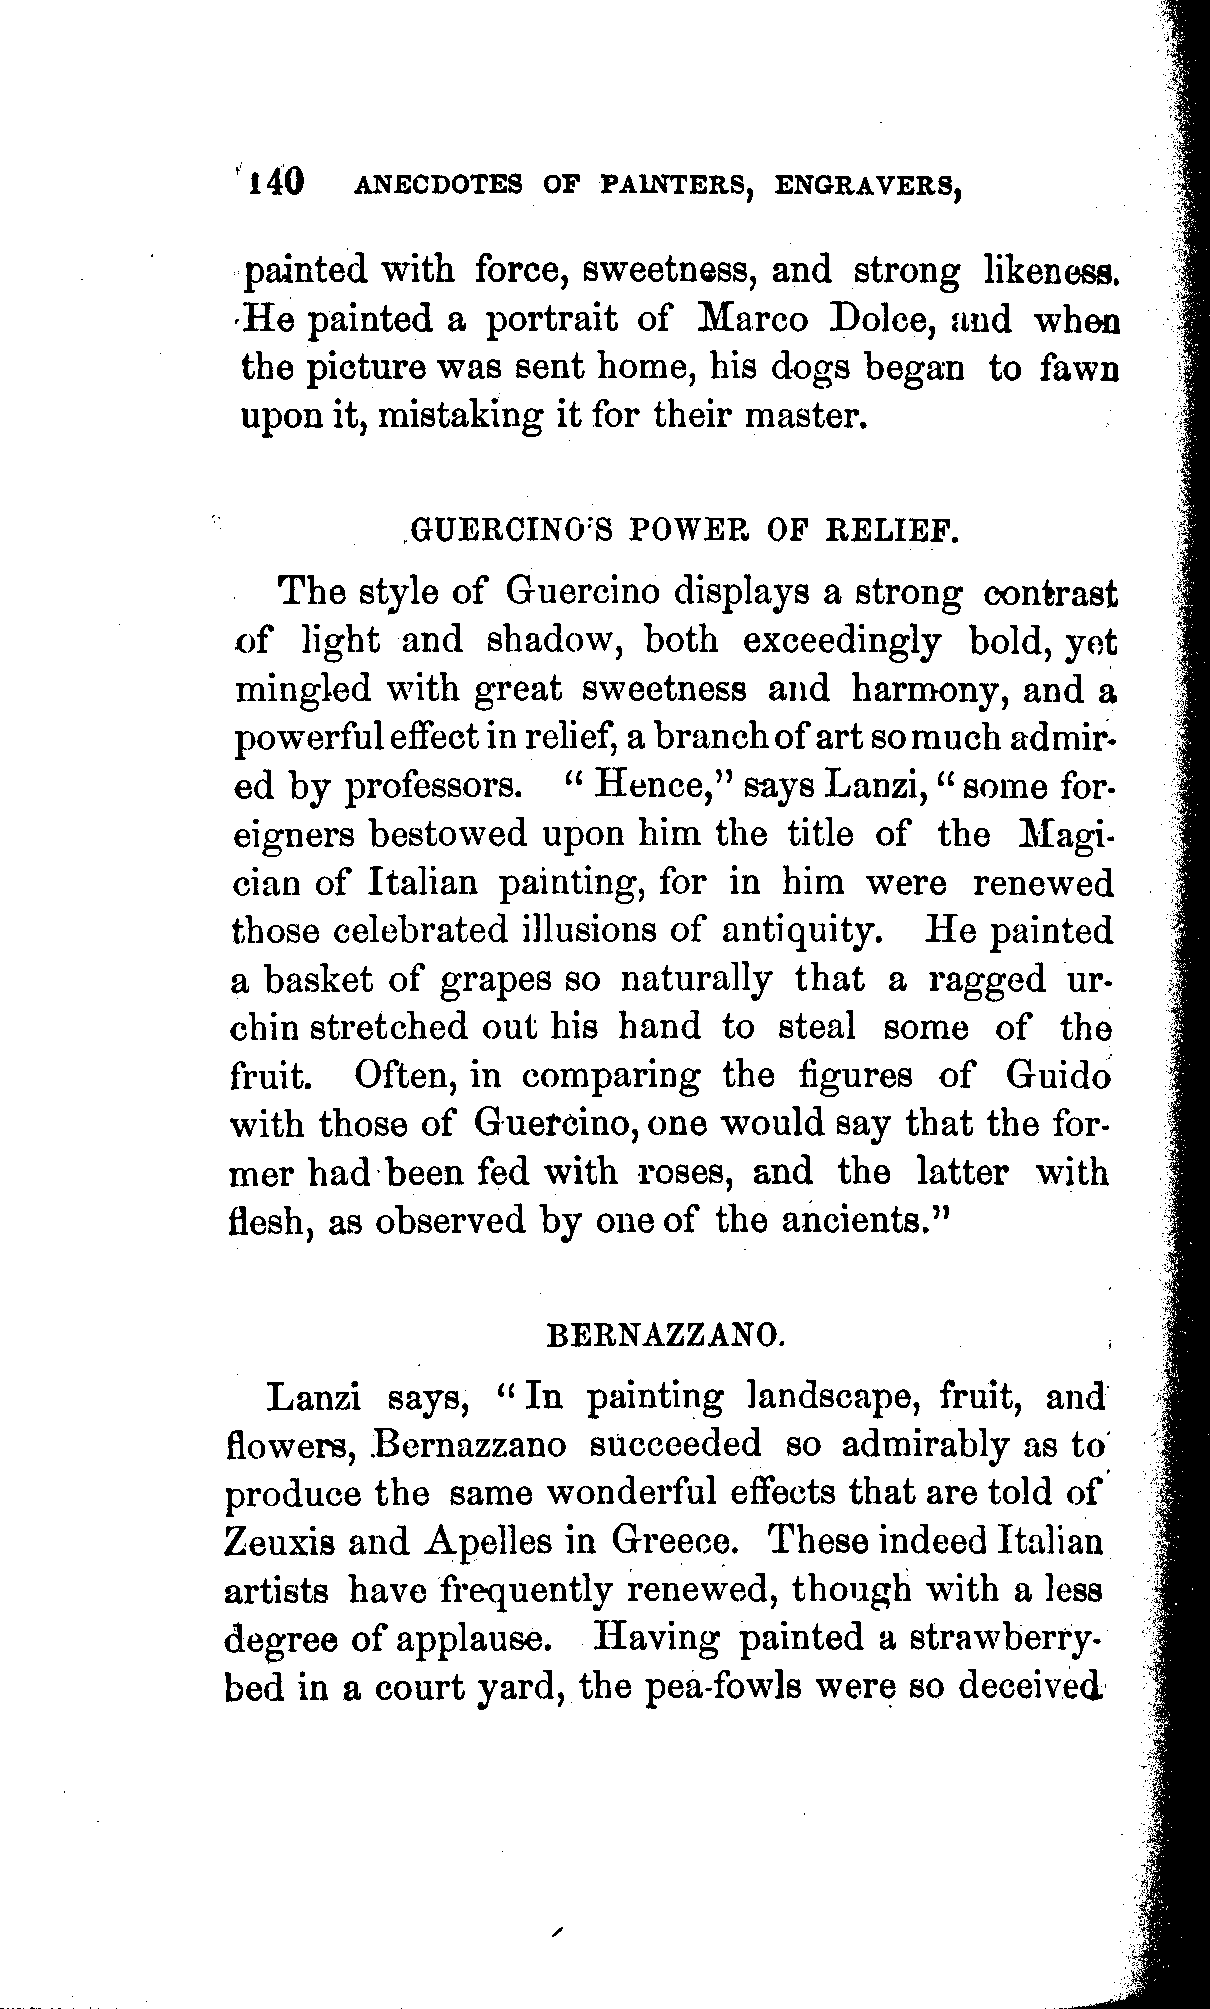 140 ANECDOTES OF PAINTERS, ENGRAVERS,
painted with force, sweetness, and strong likeness.
He painted a portrait of Marco Dolce, and when
the picture was sent home, his dogs began to fawn
upon it, mistaking it for their master.
GUERCINO'S POWER OF RELIEF.
The style of Guercino displays a strong contrast
of light and shadow, both exceedingly bold, yet
mingled with great sweetness and harmony, and a
powerful effect in relief, a branch of art so much admir-
ed by professors. "Hence," says Lanzi, "some for-
eigners bestowed upon him the title of the Magi-
cian of Italian painting, for in him were renewed
those celebrated illusions of antiquity. He painted
a basket of grapes so naturally that a ragged ur-
chin stretched out his hand to steal some of the
fruit. Often, in comparing the figures of Guido
with those of Guercino, one would say that the for-
mer had been fed with roses, and the latter with
flesh, as observed by one of the ancients."
BERNAZZANO.
Lanzi says, "In painting landscape, fruit, and
flowers, Bernazzano succeeded so admirably as to
produce the same wonderful effects that are told of
Zeuxis and Apelles in Greece. These indeed Italian
artists have frequently renewed, though with a less
degree of applause. Having painted a strawberry-
bed in a court yard, the pea-fowls were so deceived